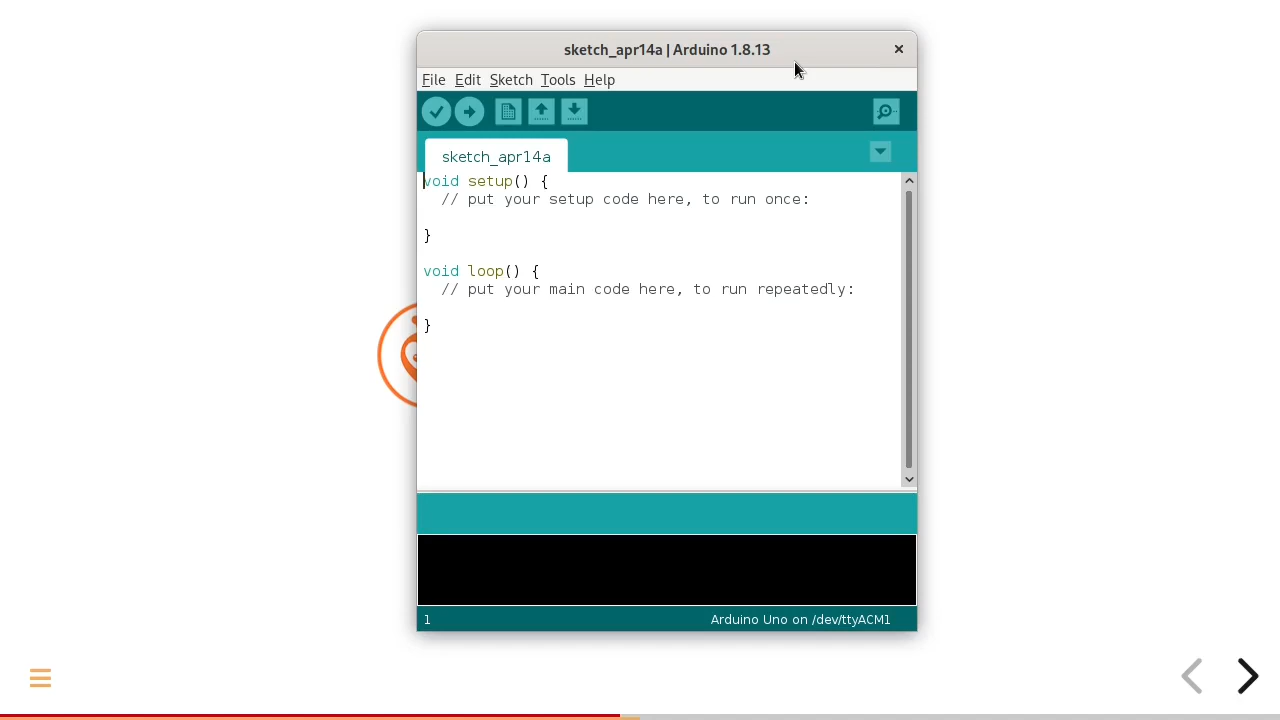 sketch_apr14a | Arduino 1.8.13
File Edit Sketch Tools Help
sketch_apr14a
void setup() {
  // put your setup code here, to run once:
}
void loop() {
  // put your main code here, to run repeatedly:
}
1 Arduino Uno on /dev/ttyACM1